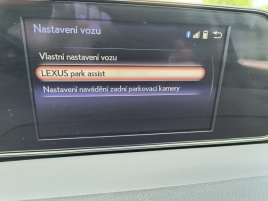 Nastavení vozu
Vlastní nastavení vozu
LEXUS park assist
Nastavení navádění zadní parkovací kamery